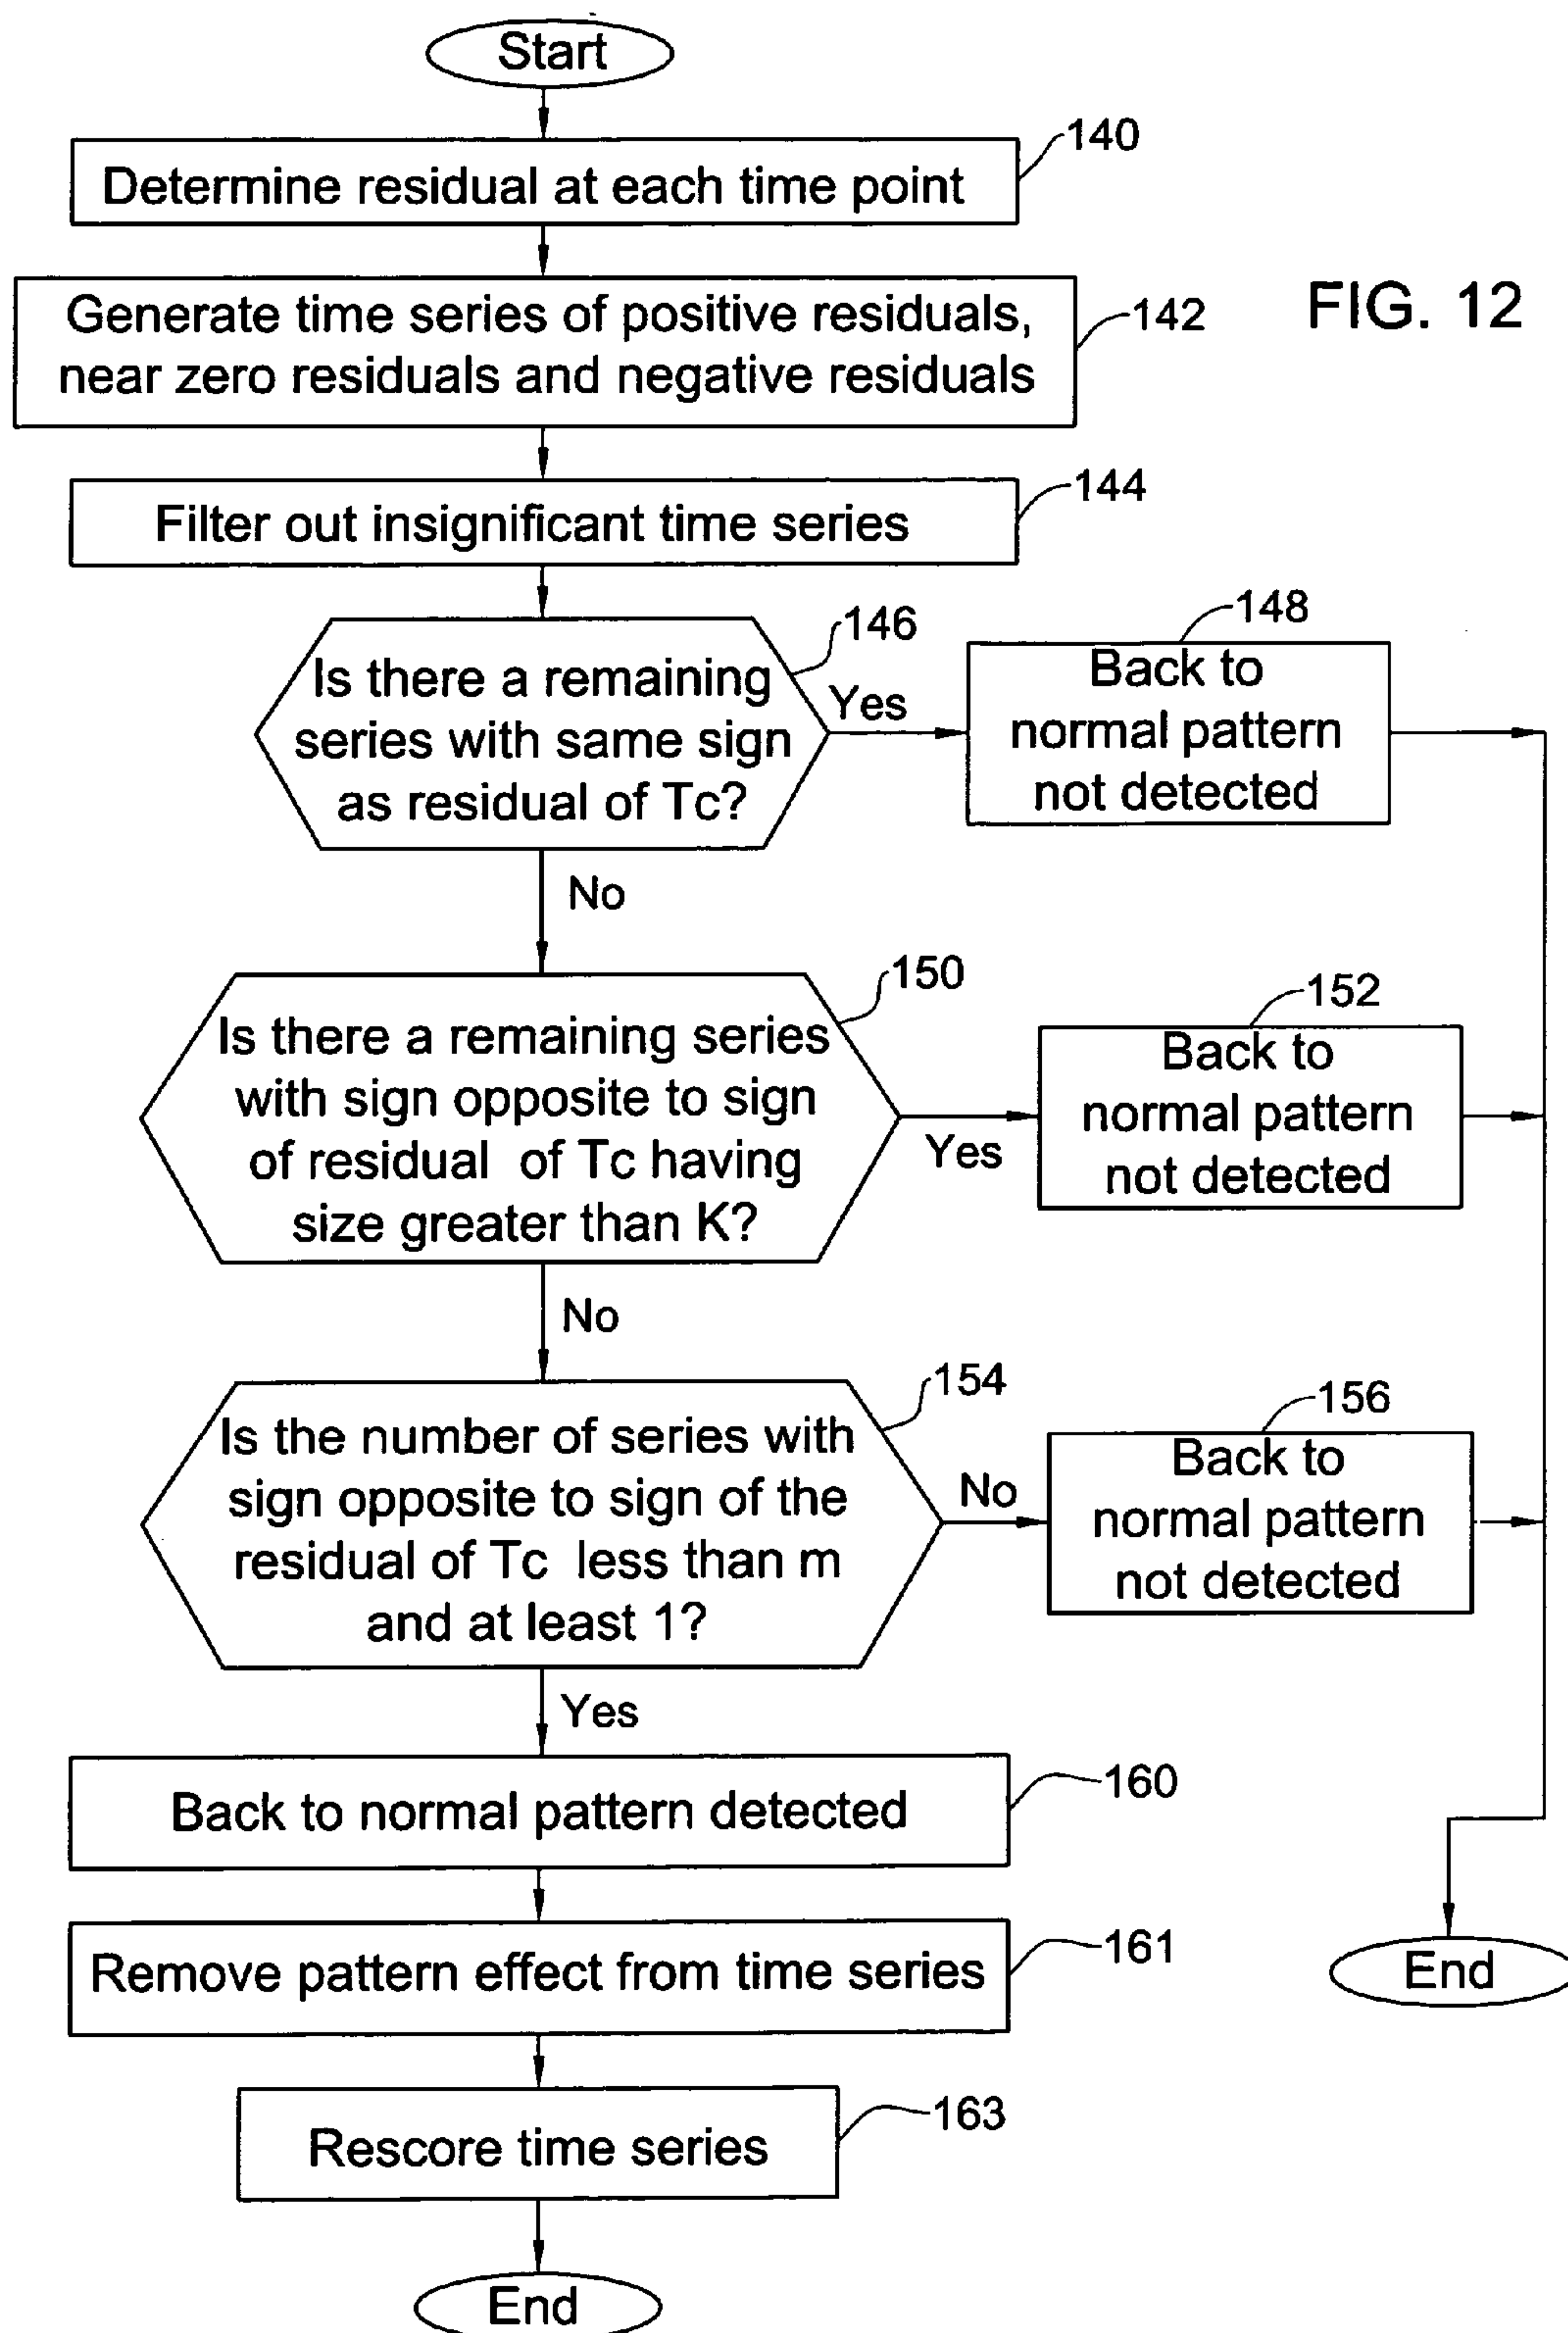 Start
140
Determine residual at each time point
Generate time series of positive residuals,
near zero residuals and negative residuals
142
FIG. 12
144
Filter out insignificant time series
146
Is there a remaining
series with same sign
as residual of Tc?
Yes
148
Back to
normal pattern
not detected
No
150
Is there a remaining series
with sign opposite to sign
of residual of Tc having
size greater than K?
Yes
152
Back to
normal pattern
not detected
No
154
Is the number of series with
sign opposite to sign of the
residual of Tc less than m
and at least 1?
No
156
Back to
normal pattern
not detected
Yes
160
Back to normal pattern detected
161
Remove pattern effect from time series
End
163
Rescore time series
End